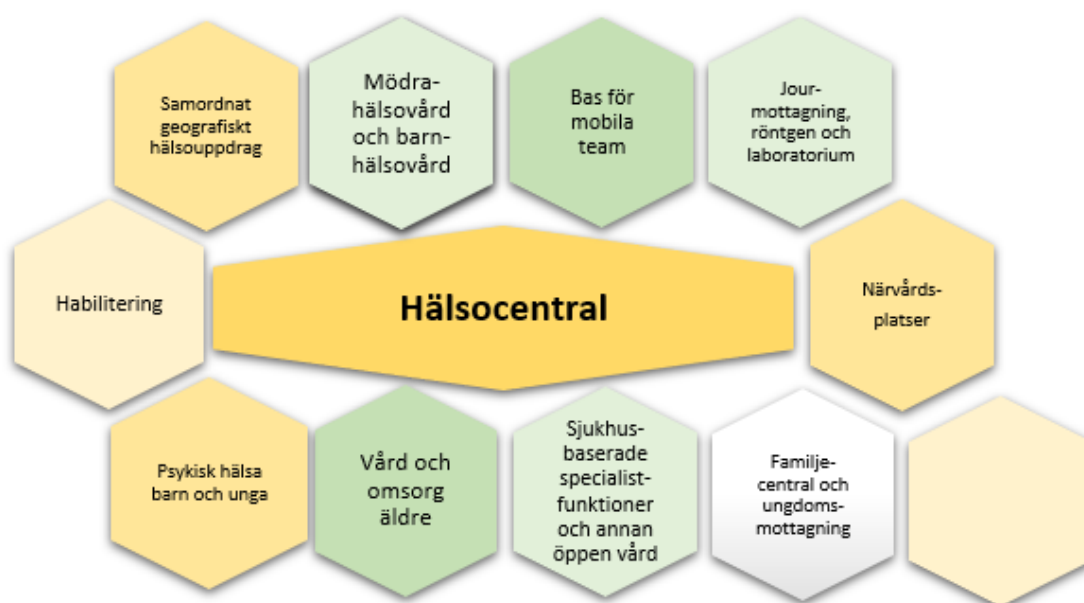 Samordnat
geografiskt
hälsouppdrag
Mödra-
hälsovård
och barn-
hälsovård
Bas för
mobila
team
Jour-
mottagning,
röntgen och
laboratorium
Habilitering
Hälsocentral
Närvårds-
platser
Psykisk hälsa
barn och unga
Vård och
omsorg
äldre
Sjukhus-
baserade
specialist-
funktioner
och annan
öppen vård
Familje-
central och
ungdoms-
mottagning